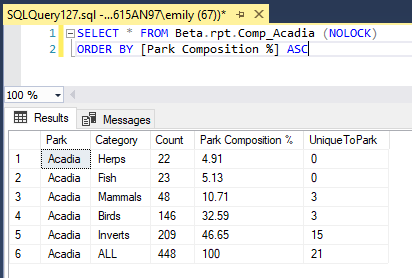 SQLQuery127.sql -...615AN97\emily (67))*
1 SELECT * FROM Beta.rpt.Comp_Acadia (NOLOCK)
2 ORDER BY [Park Composition %] ASC
100 %
Results Messages
Park Category Count Park Composition % UniqueToPark
1 Acadia Herps 22 4.91 0
2 Acadia Fish 23 5.13 0
3 Acadia Mammals 48 10.71 3
4 Acadia Birds 146 32.59 3
5 Acadia Inverts 209 46.65 15
6 Acadia ALL 448 100 21